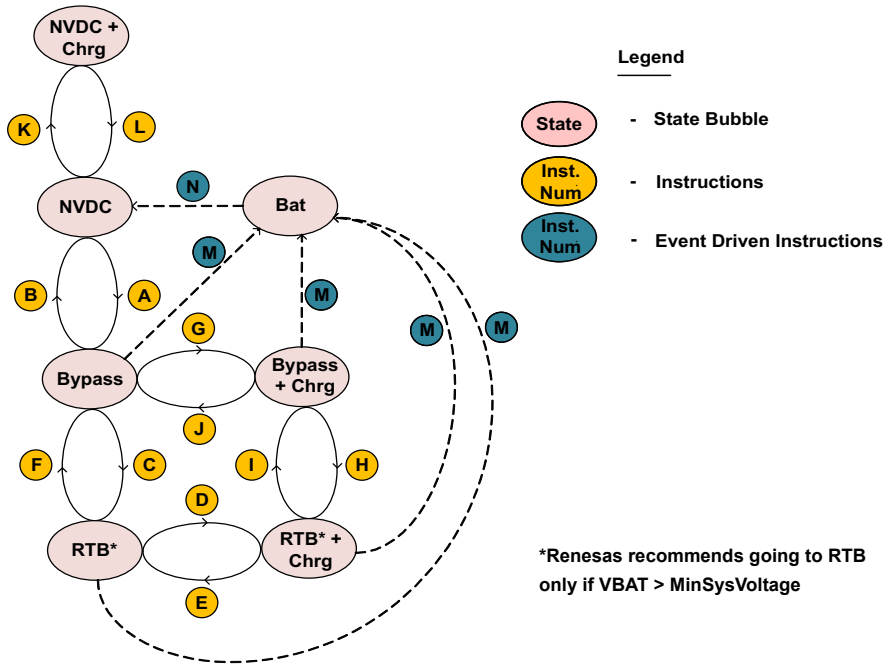 NVDC +
Chrg
Legend
K
L
State
- State Bubble
Inst.
Num
- Instructions
N
NVDC
Bat
Inst.
Num
- Event Driven Instructions
M
B
A
M
G
M
M
Bypass
Bypass
+ Chrg
J
F
C
I
H
D
RTB*
RTB* +
Chrg
*Renesas recommends going to RTB
only if VBAT > MinSysVoltage
E